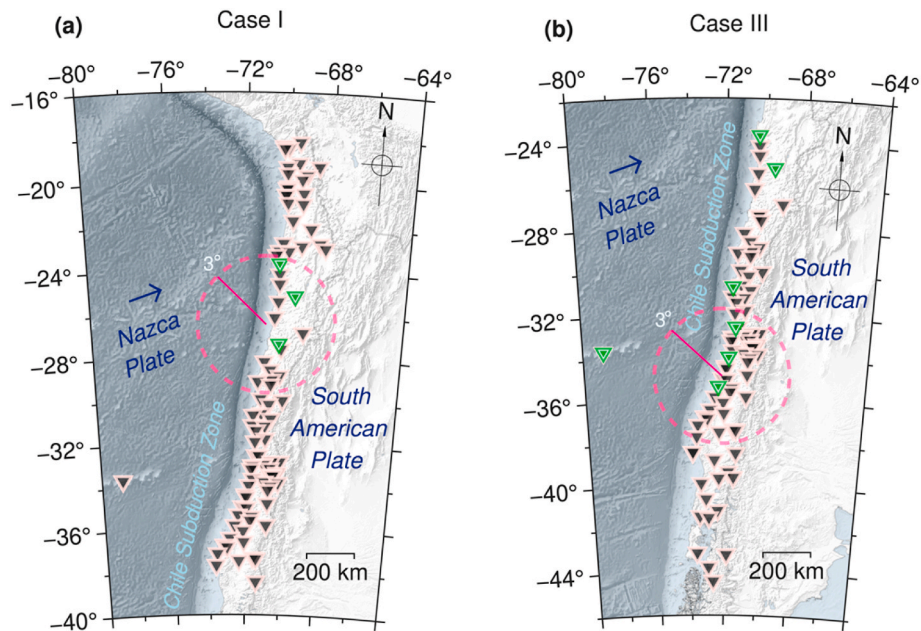 (a) Case I
−80° −76° −72° −68° −64°
−16°
−20°
−24°
−28°
−32°
−36°
−40°
N
3°
Nazca
Plate
South
American
Plate
Chile Subduction Zone
200 km
(b) Case III
−80° −76° −72° −68° −64°
−24°
−28°
−32°
−36°
−40°
−44°
N
Nazca
Plate
Chile Subduction Zone
South
American
Plate
3°
200 km